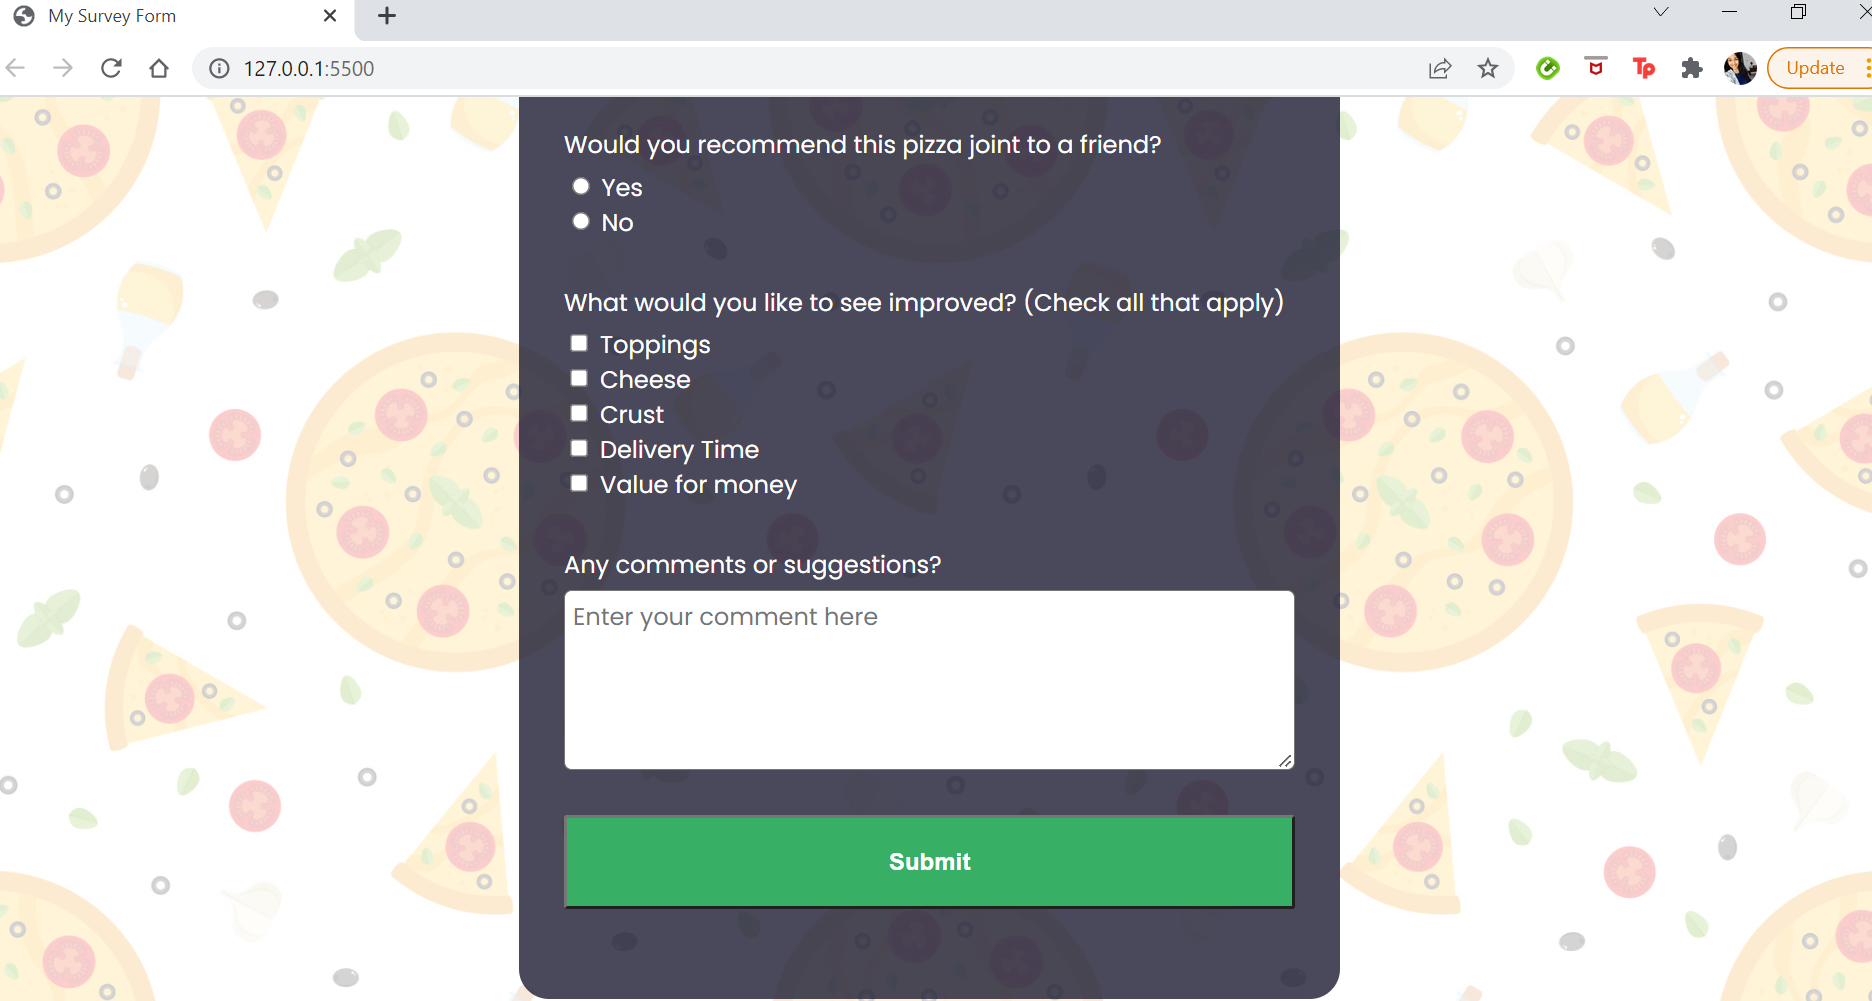 My Survey Form
127.0.0.1:5500
Tp
Update
Would you recommend this pizza joint to a friend?
Yes
No
What would you like to see improved? (Check all that apply)
Toppings
Cheese
Crust
Delivery Time
Value for money
Any comments or suggestions?
Enter your comment here
Submit